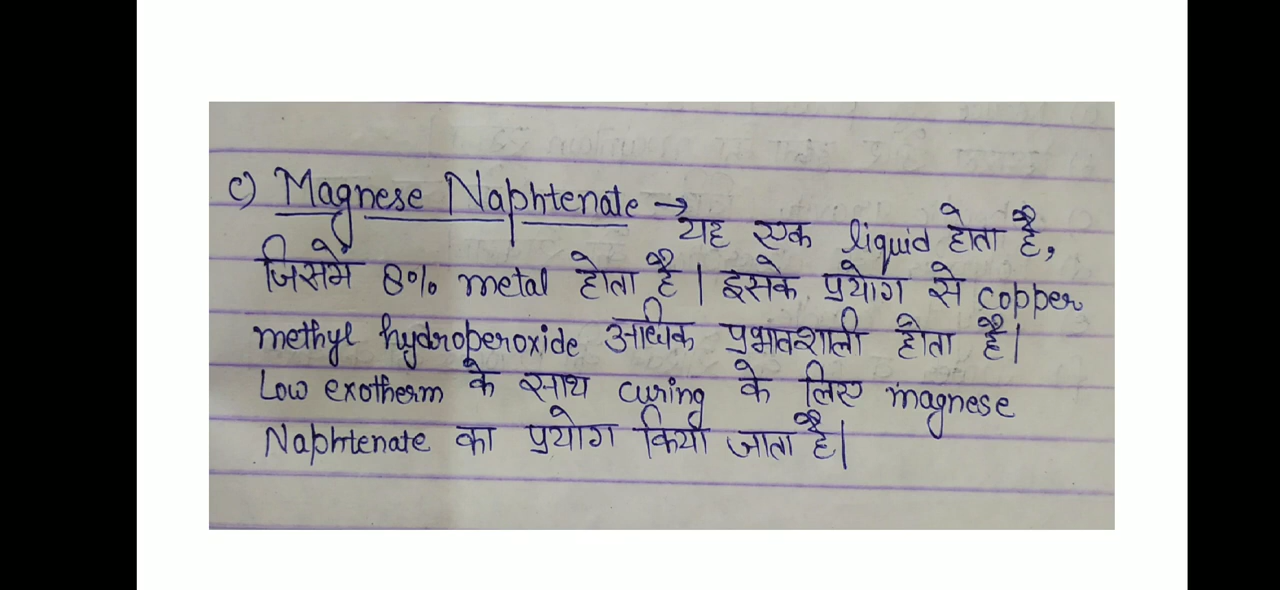 c) Magnese Naphtenate → यह एक liquid होता है,
जिसमें 8% metal होता है | इसके प्रयोग से copper
methyl hydroperoxide अधिक प्रभावशाली होता है |
Low exotherm के साथ curing के लिए magnese
Naphtenate का प्रयोग किया जाता है |